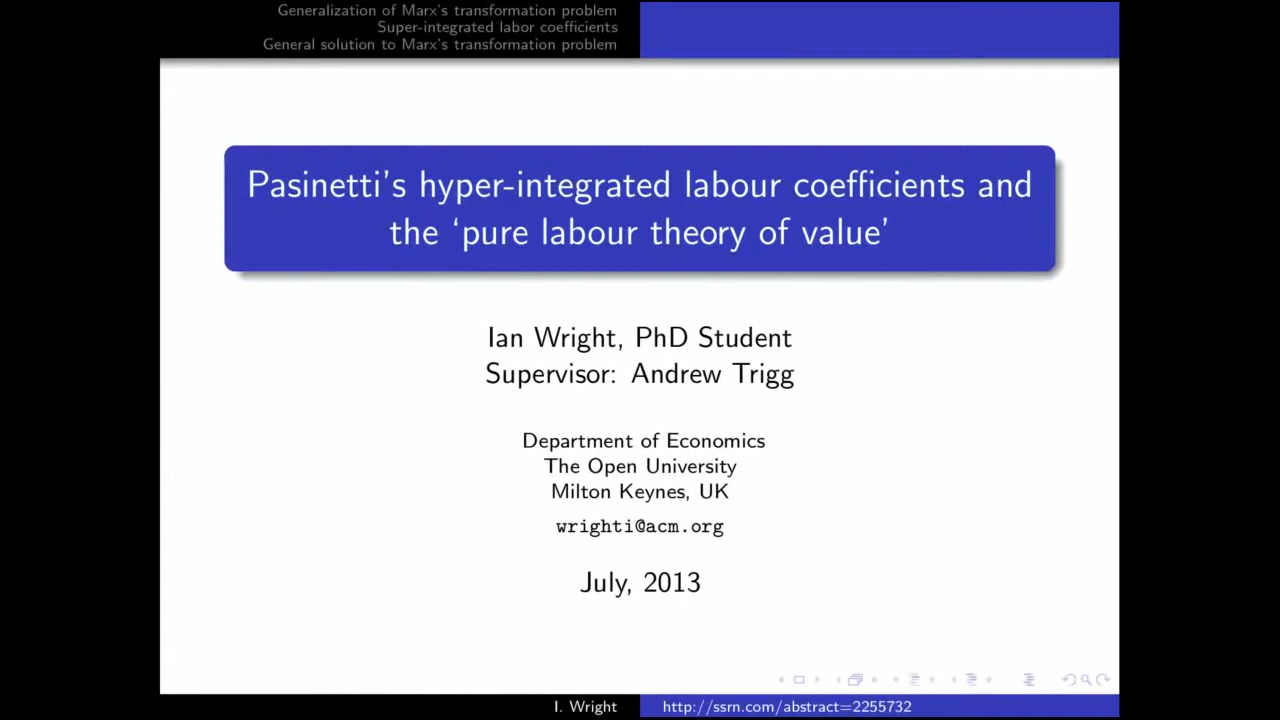 Generalization of Marx's transformation problem
Super-integrated labor coefficients
General solution to Marx's transformation problem
Pasinetti's hyper-integrated labour coefficients and
the ‘pure labour theory of value’
Ian Wright, PhD Student
Supervisor: Andrew Trigg
Department of Economics
The Open University
Milton Keynes, UK
wrighti@acm.org
July, 2013
I. Wright
http://ssrn.com/abstract=2255732